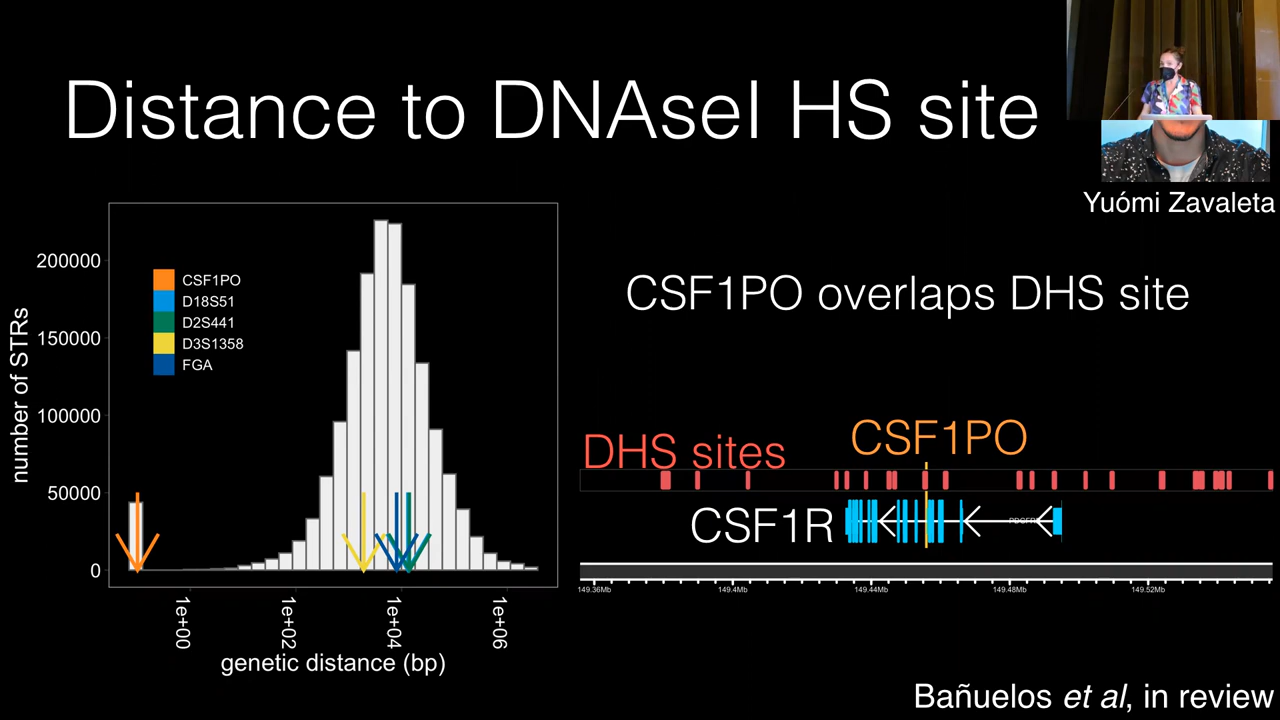 Distance to DNAseI HS site
Yuómi Zavaleta
200000
150000
100000
50000
0
number of STRs
CSF1PO
D18S51
D2S441
D3S1358
FGA
1e+00
1e+02
1e+04
1e+06
genetic distance (bp)
CSF1PO overlaps DHS site
DHS sites
CSF1PO
CSF1R
149.36Mb
149.4Mb
149.44Mb
149.48Mb
149.52Mb
Bañuelos et al, in review